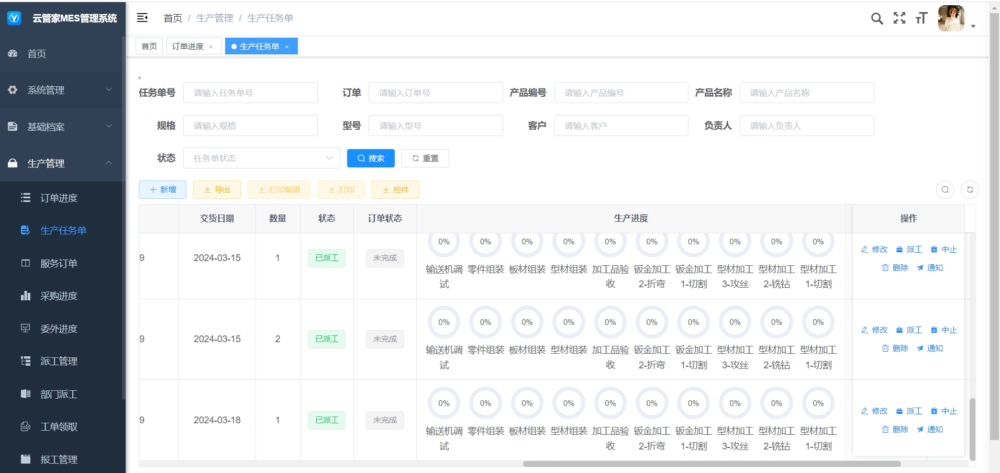 云管家MES管理系统
首页 / 生产管理 / 生产任务单
首页
订单进度 ×
生产任务单 ×
首页
系统管理
基础档案
生产管理
订单进度
生产任务单
服务订单
采购进度
委外进度
派工管理
部门派工
工单领取
报工管理
任务单号 请输入任务单号 订单 请输入订单号 产品编号 请输入产品编号 产品名称 请输入产品名称
规格 请输入规格 型号 请输入型号 客户 请输入客户 负责人 请输入负责人
状态 任务单状态 搜索 重置
新增 导出 打印编辑 打印 控件
交货日期 数量 状态 订单状态 生产进度 操作
0% 0% 0% 0% 0% 0% 0% 0% 0% 0%
9 2024-03-15 1 已派工 未完成
输送机调 零件组装 板材组装 型材组装 加工品验 钣金加工 钣金加工 型材加工 型材加工 型材加工
试 收 2-折弯 1-切割 3-攻丝 2-铣钻 1-切割
修改 派工 中止
删除 通知
0% 0% 0% 0% 0% 0% 0% 0% 0% 0%
9 2024-03-15 2 已派工 未完成
输送机调 零件组装 板材组装 型材组装 加工品验 钣金加工 钣金加工 型材加工 型材加工 型材加工
试 收 2-折弯 1-切割 3-攻丝 2-铣钻 1-切割
修改 派工 中止
删除 通知
0% 0% 0% 0% 0% 0% 0% 0% 0% 0%
9 2024-03-18 1 已派工 未完成
输送机调 零件组装 板材组装 型材组装 加工品验 钣金加工 钣金加工 型材加工 型材加工 型材加工
试 收 2-折弯 1-切割 3-攻丝 2-铣钻 1-切割
修改 派工 中止
删除 通知